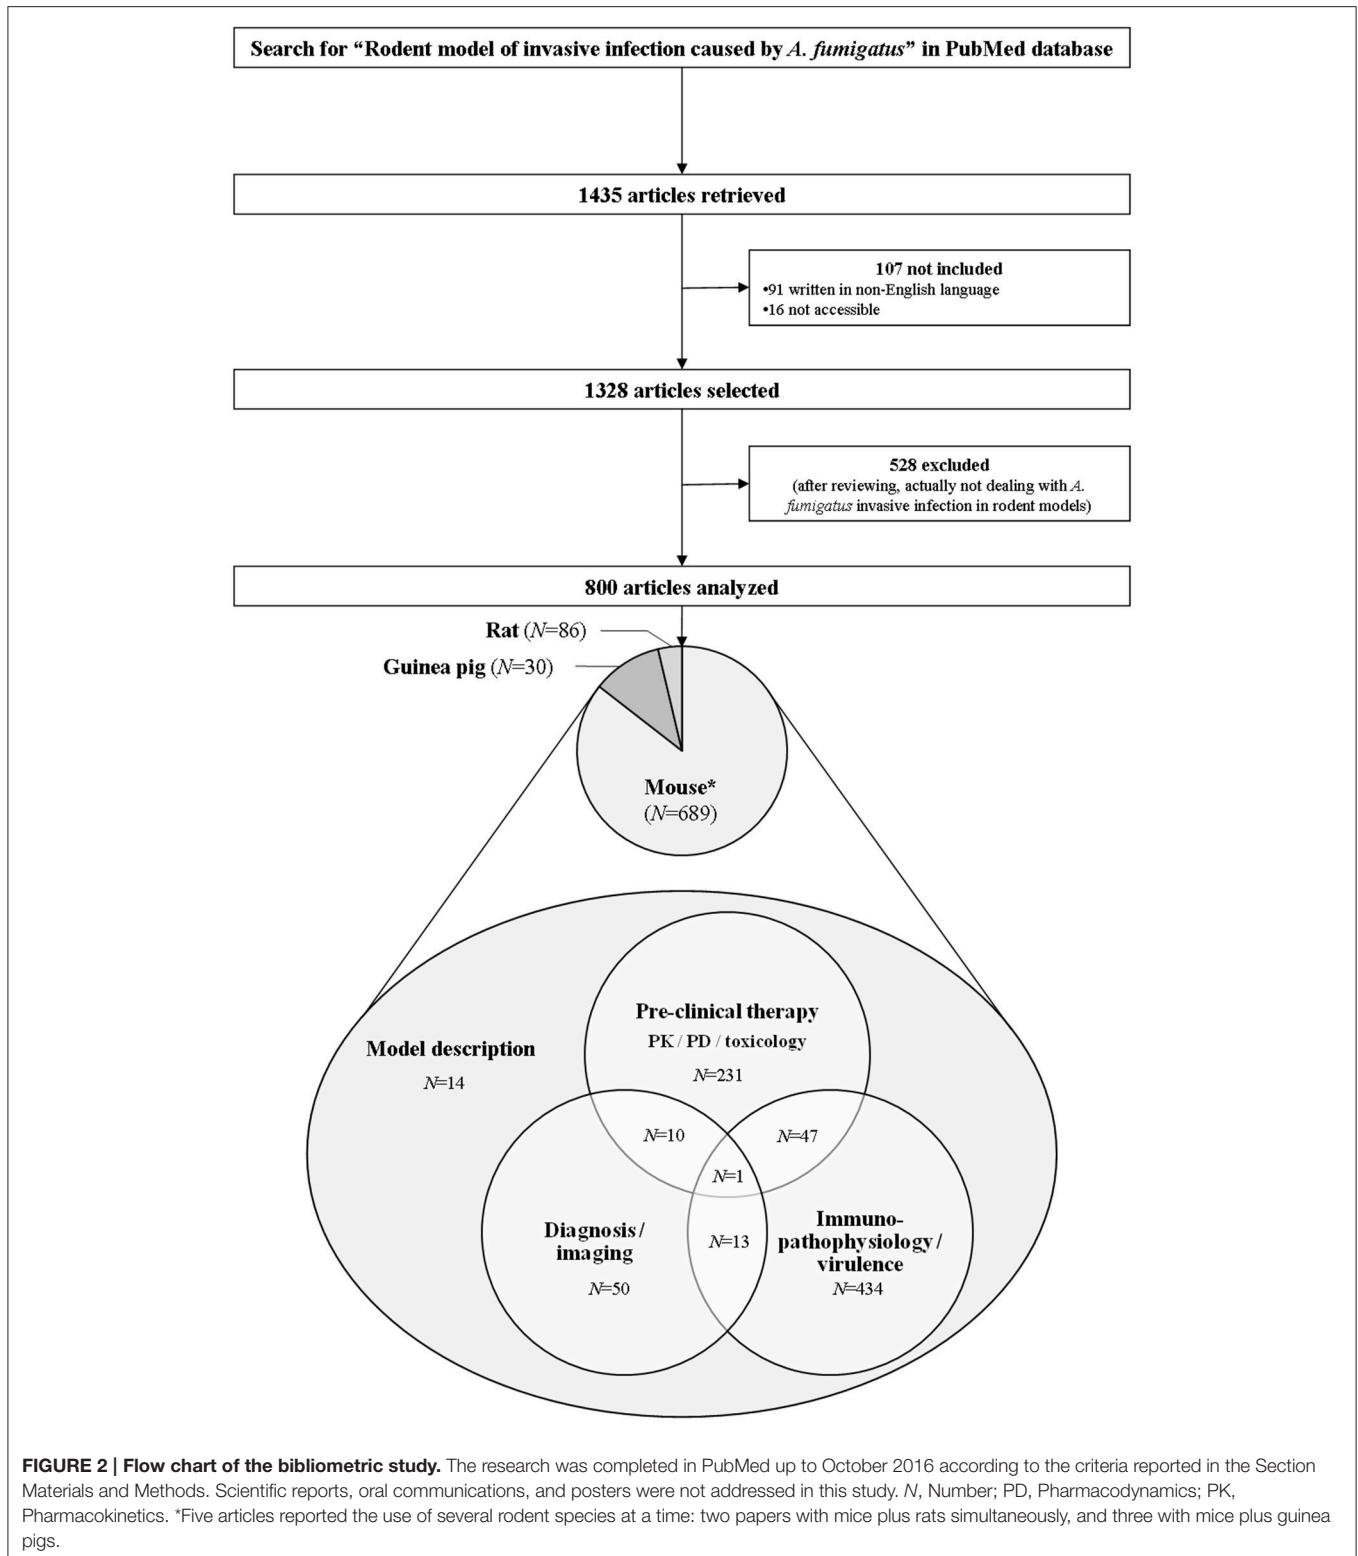 Search for “Rodent model of invasive infection caused by A. fumigatus” in PubMed database
1435 articles retrieved
107 not included
•91 written in non-English language
•16 not accessible
1328 articles selected
528 excluded
(after reviewing, actually not dealing with A.
fumigatus invasive infection in rodent models)
800 articles analyzed
Rat (N=86)
Guinea pig (N=30)
Mouse*
(N=689)
Pre-clinical therapy
PK / PD / toxicology
N=231
Model description
N=14
N=10
N=47
N=1
Diagnosis /
imaging
N=50
N=13
Immuno-
pathophysiology /
virulence
N=434
FIGURE 2 | Flow chart of the bibliometric study. The research was completed in PubMed up to October 2016 according to the criteria reported in the Section
Materials and Methods. Scientific reports, oral communications, and posters were not addressed in this study. N, Number; PD, Pharmacodynamics; PK,
Pharmacokinetics. *Five articles reported the use of several rodent species at a time: two papers with mice plus rats simultaneously, and three with mice plus guinea
pigs.